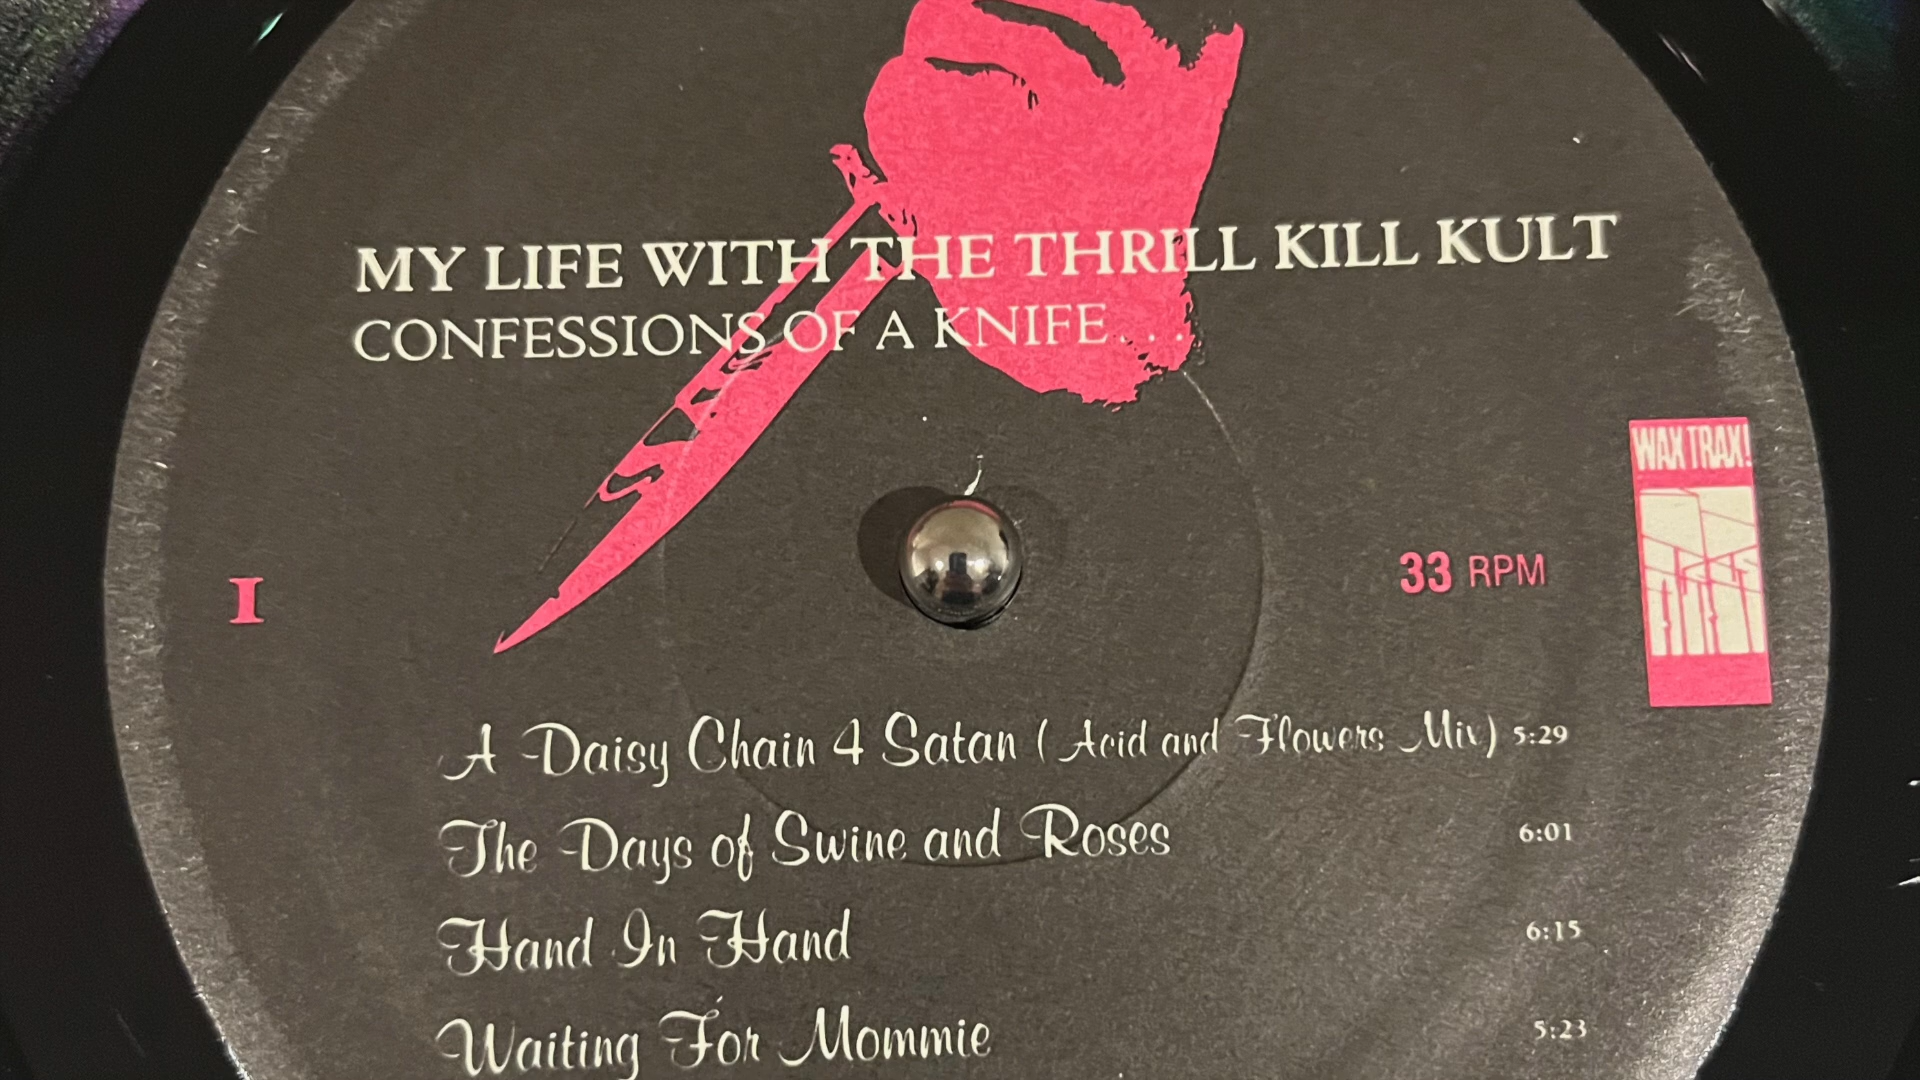 MY LIFE WITH THE THRILL KILL KULT
CONFESSIONS OF A KNIFE...
WAX TRAX!
I
33 RPM
A Daisy Chain 4 Satan (Acid and Flowers Mix) 5:29
The Days of Swine and Roses 6:01
Hand In Hand 6:15
Waiting For Mommie 5:23